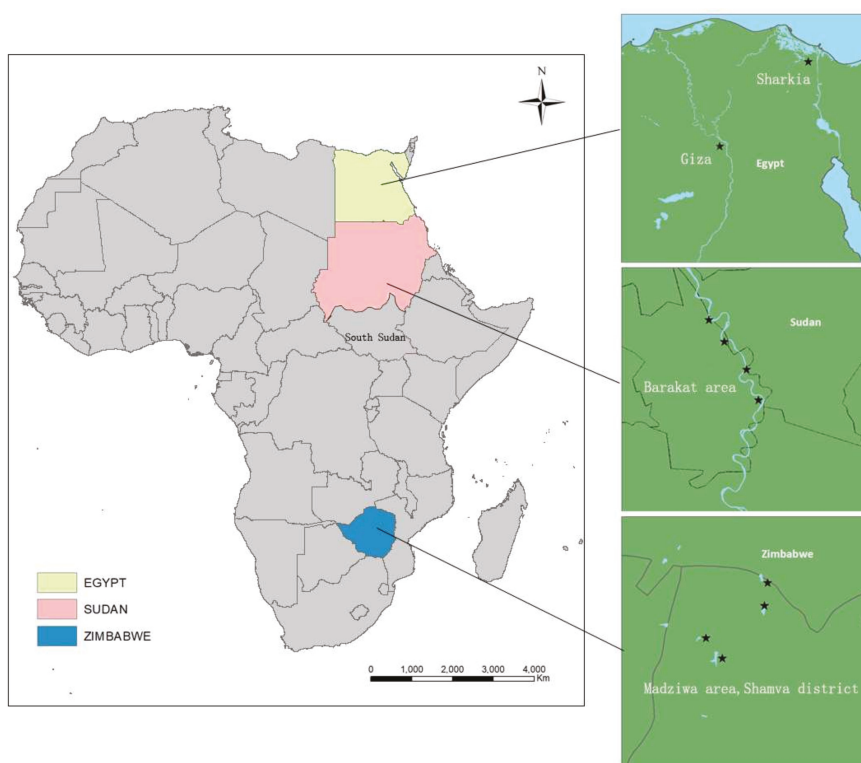 N
South Sudan
EGYPT
SUDAN
ZIMBABWE
0 1,000 2,000 3,000 4,000
Km
Sharkia
Giza
Egypt
Sudan
Barakat area
Zimbabwe
Madziwa area,Shamva district